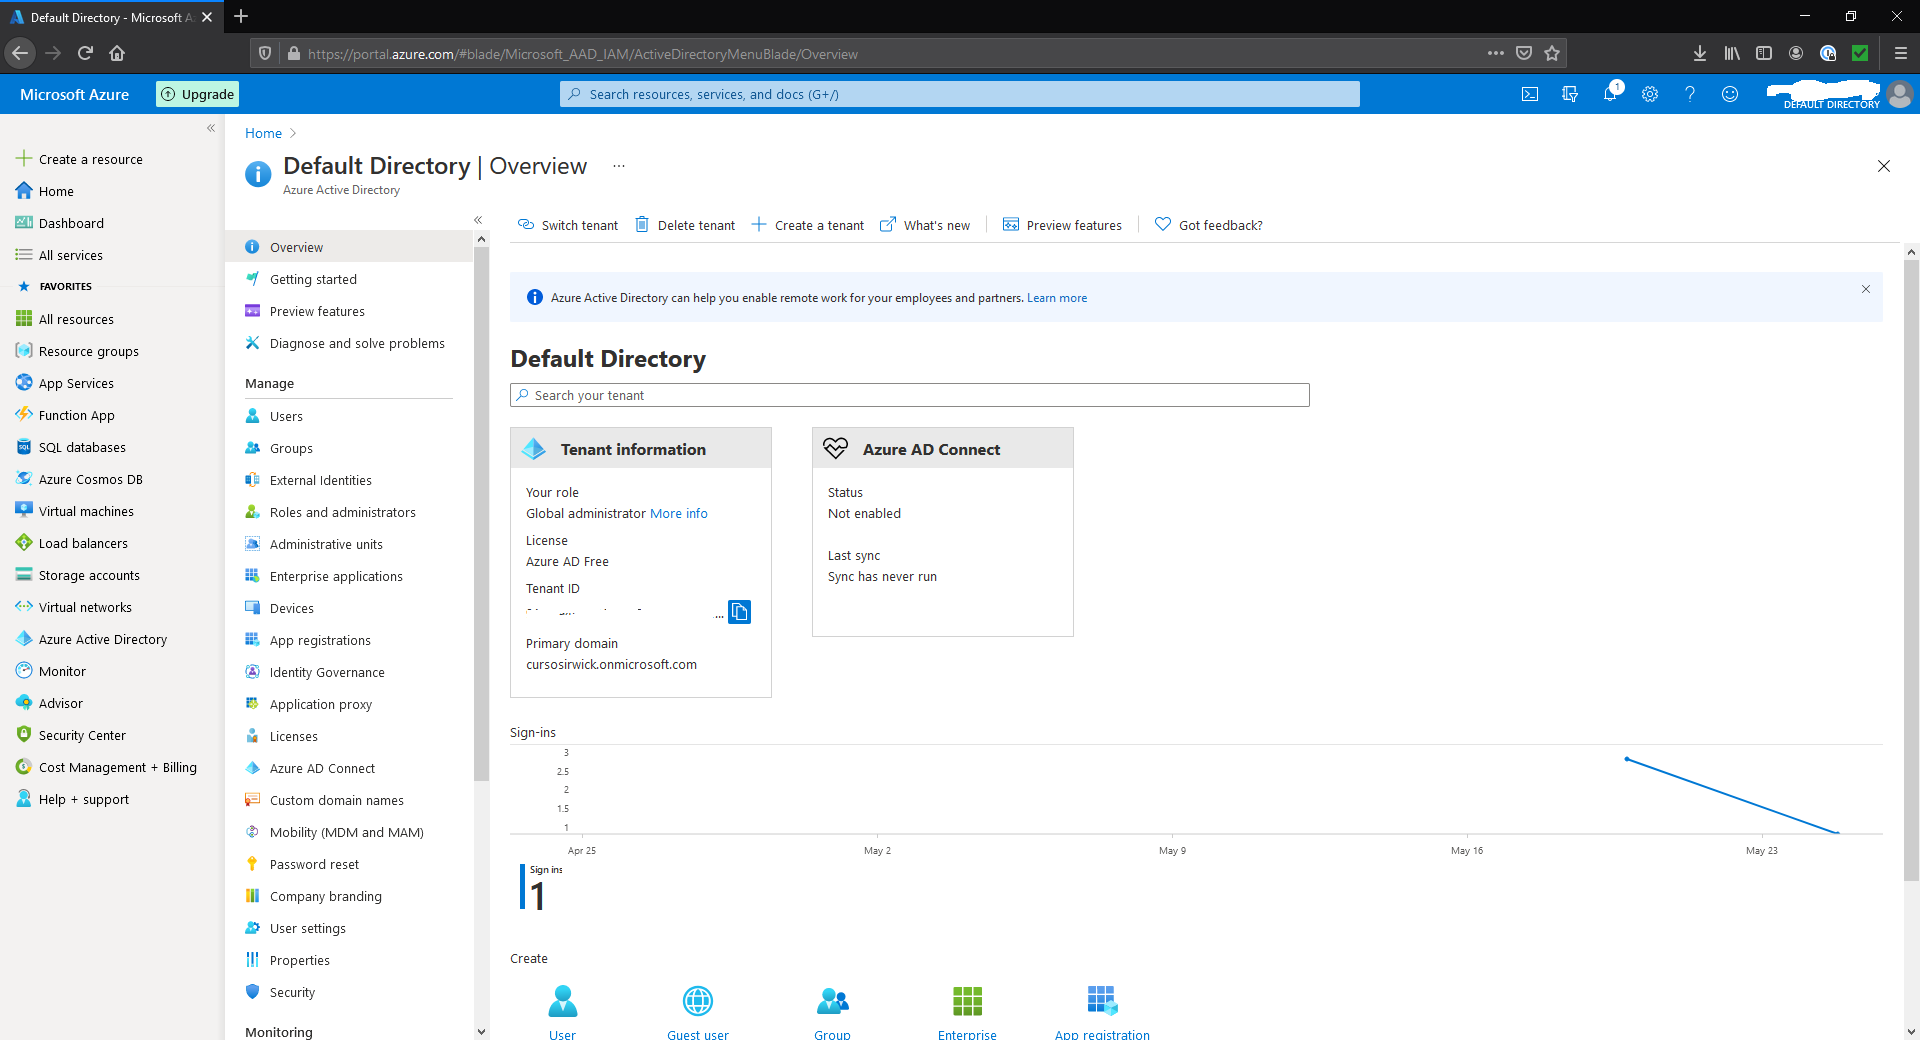 Default Directory - Microsoft A
https://portal.azure.com/#blade/Microsoft_AAD_IAM/ActiveDirectoryMenuBlade/Overview
Microsoft Azure
Upgrade
Search resources, services, and docs (G+/)
1
DEFAULT DIRECTORY
Create a resource
Home
Dashboard
All services
FAVORITES
All resources
Resource groups
App Services
Function App
SQL databases
Azure Cosmos DB
Virtual machines
Load balancers
Storage accounts
Virtual networks
Azure Active Directory
Monitor
Advisor
Security Center
Cost Management + Billing
Help + support
Home
Default Directory | Overview
Azure Active Directory
Overview
Getting started
Preview features
Diagnose and solve problems
Manage
Users
Groups
External Identities
Roles and administrators
Administrative units
Enterprise applications
Devices
App registrations
Identity Governance
Application proxy
Licenses
Azure AD Connect
Custom domain names
Mobility (MDM and MAM)
Password reset
Company branding
User settings
Properties
Security
Monitoring
Switch tenant
Delete tenant
Create a tenant
What's new
Preview features
Got feedback?
Azure Active Directory can help you enable remote work for your employees and partners. Learn more
Default Directory
Search your tenant
Tenant information
Your role
Global administrator More info
License
Azure AD Free
Tenant ID
...
Primary domain
cursosirwick.onmicrosoft.com
Azure AD Connect
Status
Not enabled
Last sync
Sync has never run
Sign-ins
3
2.5
2
1.5
1
Apr 25
May 2
May 9
May 16
May 23
Sign ins
1
Create
User
Guest user
Group
Enterprise
App registration